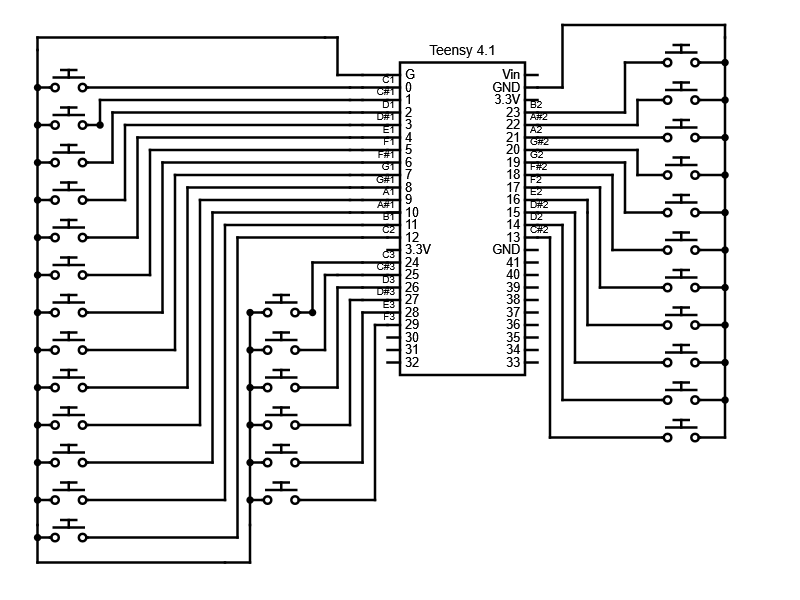 Teensy 4.1
G
C1
0
C#1
1
D1
2
D#1
3
E1
4
F1
5
F#1
6
G1
7
G#1
8
A1
9
A#1
10
B1
11
C2
12
3.3V
C3
24
C#3
25
D3
26
D#3
27
E3
28
F3
29
30
31
32
Vin
GND
3.3V
B2
23
A#2
22
A2
21
G#2
20
G2
19
F#2
18
F2
17
E2
16
D#2
15
D2
14
C#2
13
GND
41
40
39
38
37
36
35
34
33